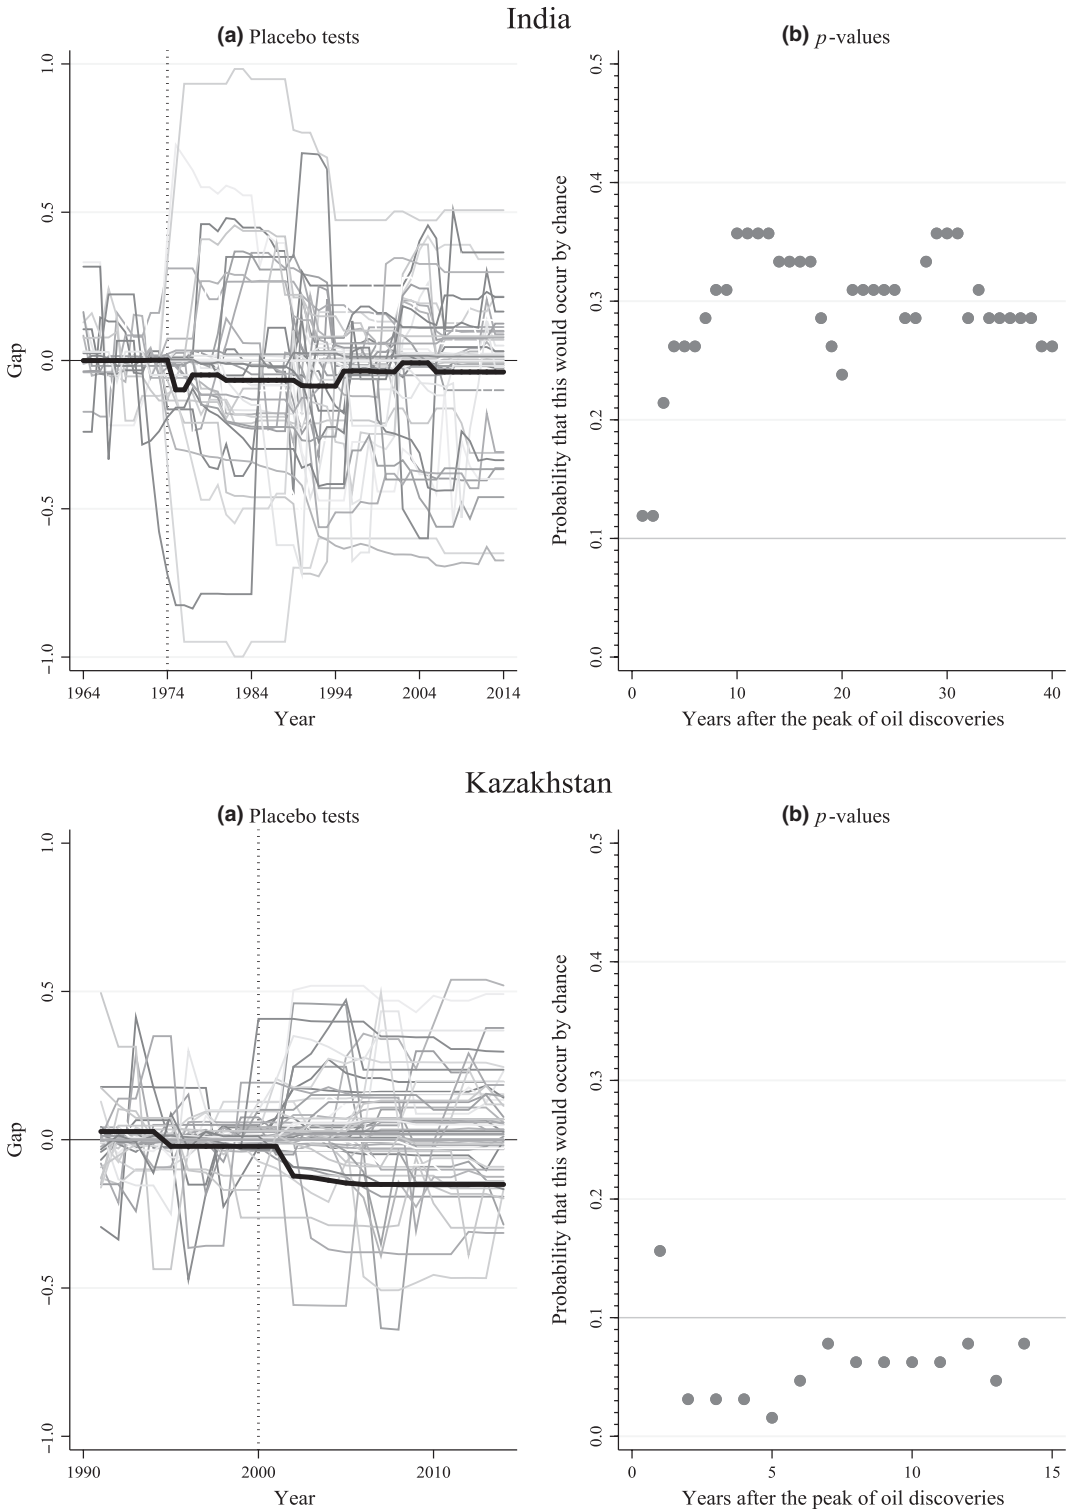 India
(a) Placebo tests
1.0
0.5
0.0
−0.5
−1.0
Gap
1964 1974 1984 1994 2004 2014
Year
(b) p-values
0.5
0.4
0.3
0.2
0.1
0.0
Probability that this would occur by chance
0 10 20 30 40
Years after the peak of oil discoveries
Kazakhstan
(a) Placebo tests
1.0
0.5
0.0
−0.5
−1.0
Gap
1990 2000 2010
Year
(b) p-values
0.5
0.4
0.3
0.2
0.1
0.0
Probability that this would occur by chance
0 5 10 15
Years after the peak of oil discoveries